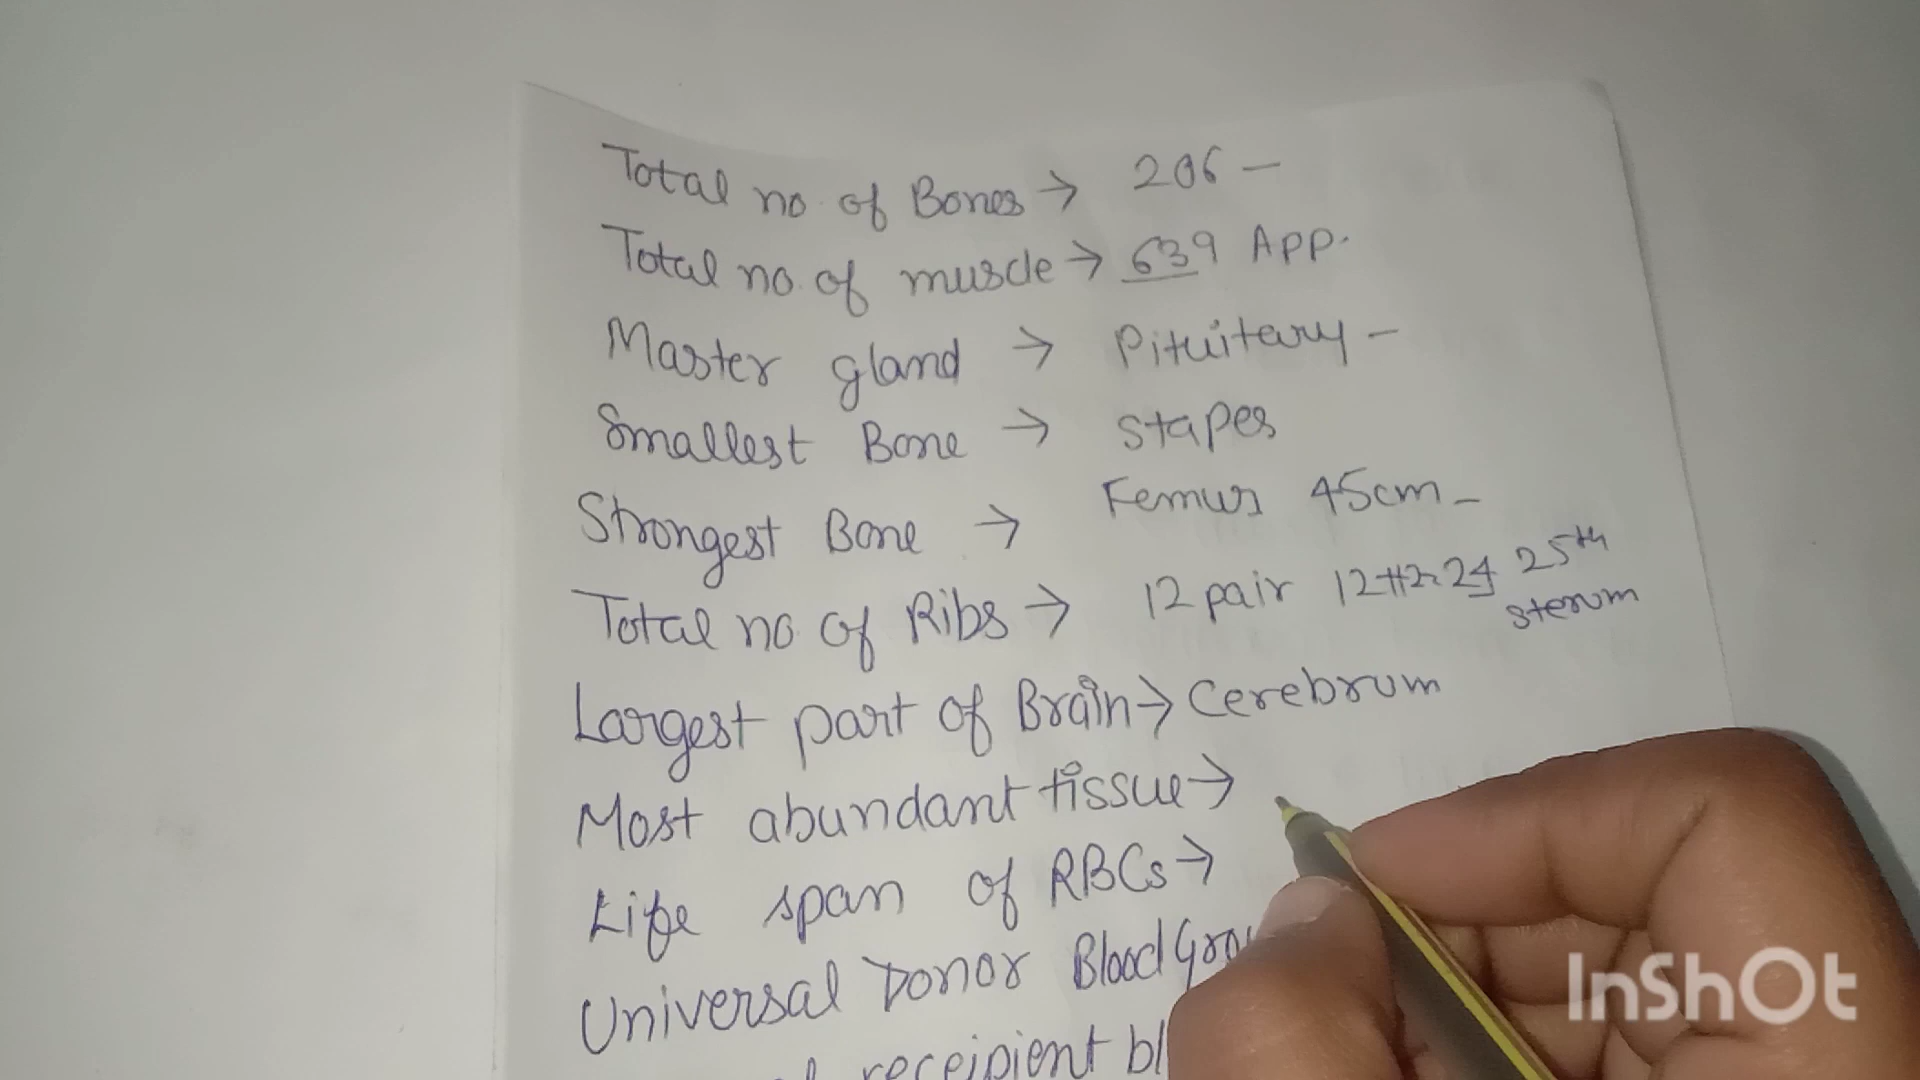 Total no of Bones → 206 –
Total no. of muscle → 639 App.
Master gland → Pituitary –
Smallest Bone → stapes
Strongest Bone → Femur 45cm –
Total no of Ribs → 12 pair 12+12=24 25th sternum
Largest part of Brain → Cerebrum
Most abundant tissue →
Life span of RBCs →
Universal Donor Blood
receipient
InShOt